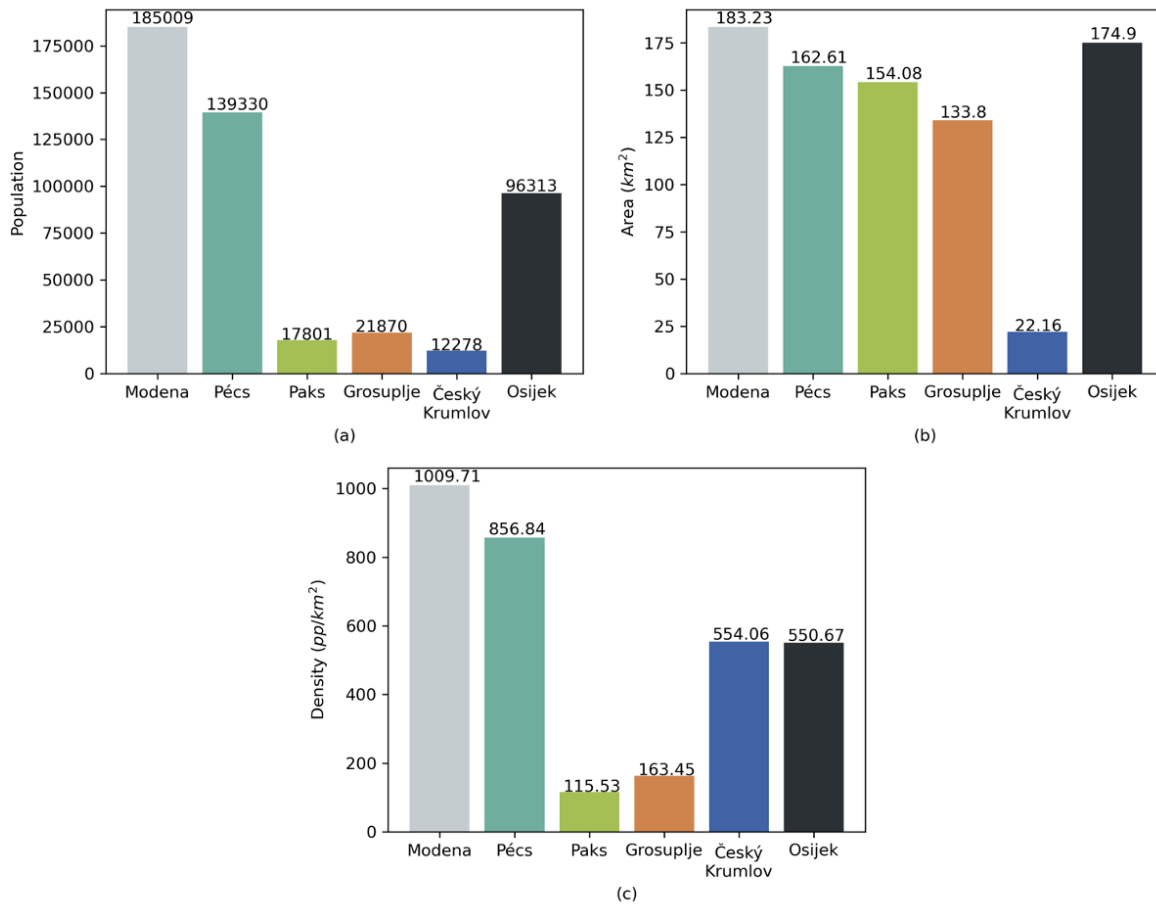 185009
175000
150000
139330
125000
100000
96313
75000
50000
25000
17801
21870
12278
0
Population
Modena
Pécs
Paks
Grosuplje
Český
Krumlov
Osijek
(a)
183.23
175
174.9
162.61
154.08
150
133.8
125
100
75
50
25
22.16
0
Area (km²)
Modena
Pécs
Paks
Grosuplje
Český
Krumlov
Osijek
(b)
1009.71
1000
856.84
800
600
554.06
550.67
400
200
163.45
115.53
0
Density (pp/km²)
Modena
Pécs
Paks
Grosuplje
Český
Krumlov
Osijek
(c)